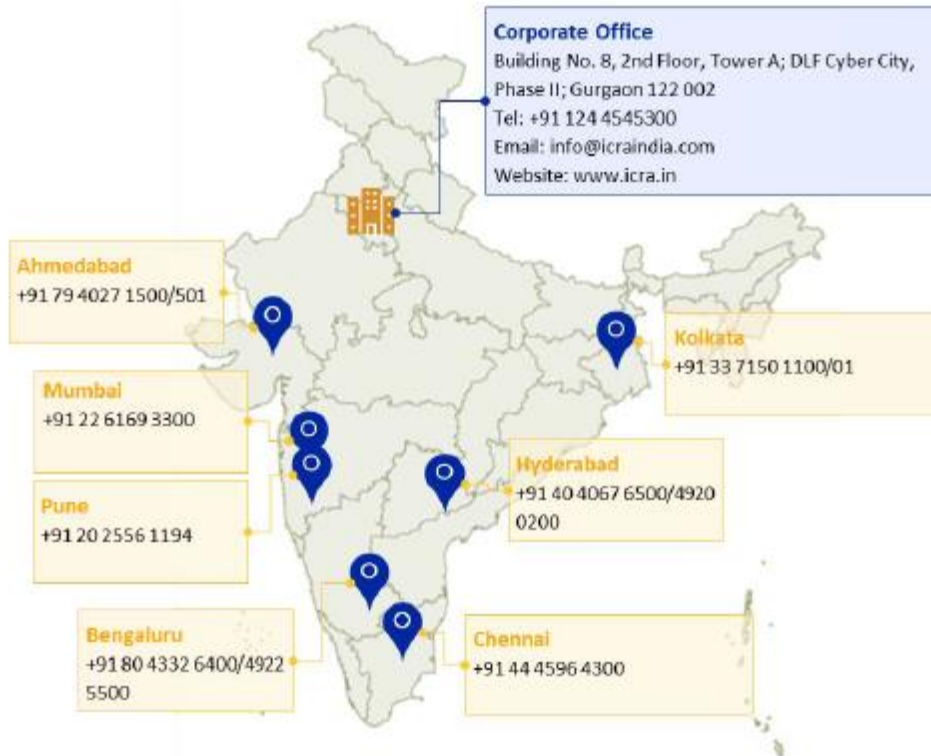 Corporate Office
Building No. 8, 2nd Floor, Tower A; DLF Cyber City,
Phase II; Gurgaon 122 002
Tel: +91 124 4545300
Email: info@icraindia.com
Website: www.icra.in
Ahmedabad
+91 79 4027 1500/501
Kolkata
+91 33 7150 1100/01
Mumbai
+91 22 6169 3300
Hyderabad
+91 40 4067 6500/4920
0200
Pune
+91 20 2556 1194
Bengaluru
+91 80 4332 6400/4922
5500
Chennai
+91 44 4596 4300